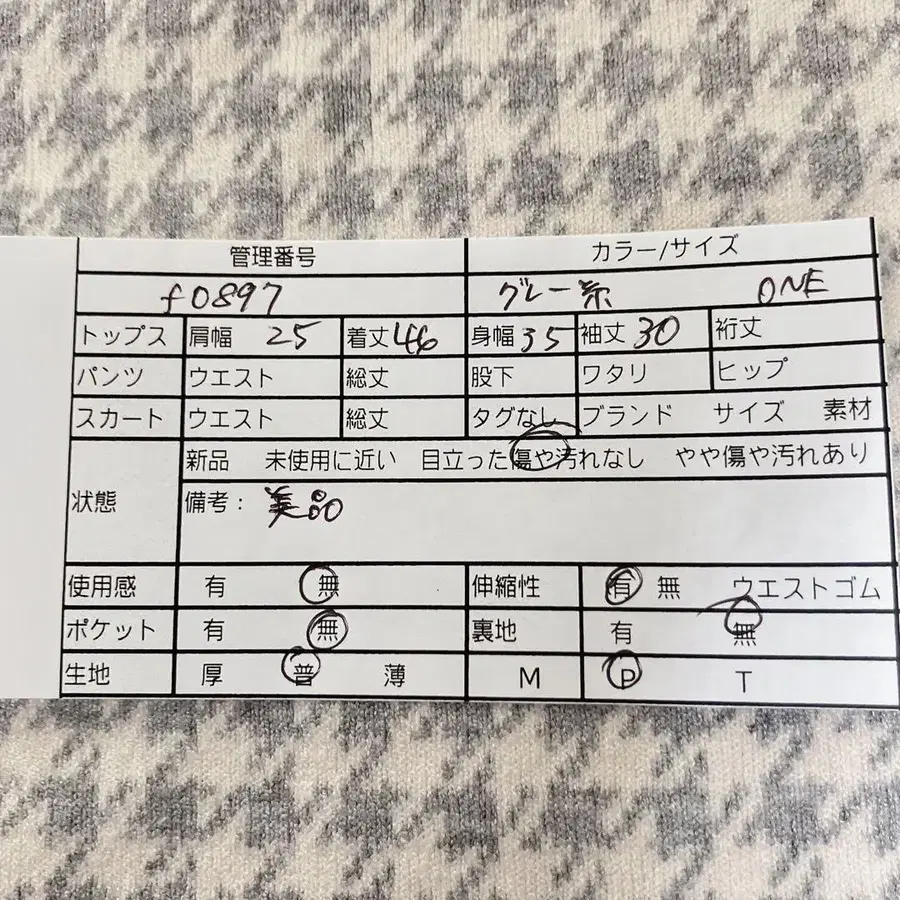 管理番号 カラー/サイズ
f0897 グレー系 ONE
トップス 肩幅 25 着丈 46 身幅 35 袖丈 30 裄丈
パンツ ウエスト 総丈 股下 ワタリ ヒップ
スカート ウエスト 総丈 タグなし ブランド サイズ 素材
状態 新品 未使用に近い 目立った傷や汚れなし やや傷や汚れあり
備考： 美品
使用感 有 無 伸縮性 有 無 ウエストゴム
ポケット 有 無 裏地 有 無
生地 厚 普 薄 M P T